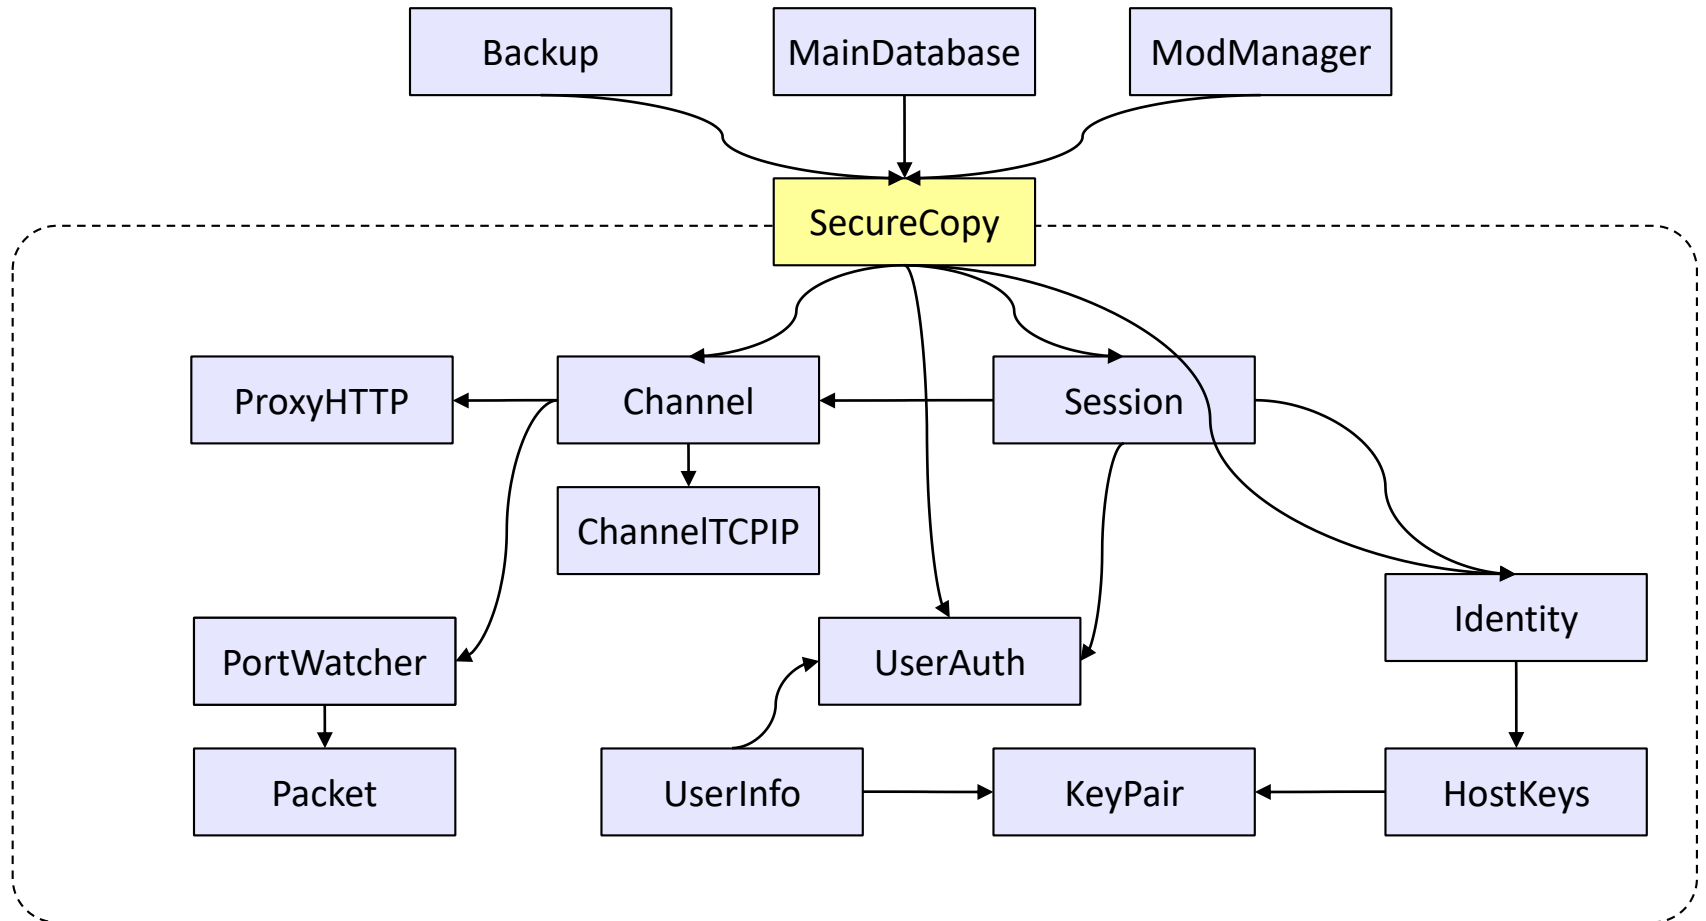 Backup
MainDatabase
ModManager
SecureCopy
ProxyHTTP
Channel
Session
ChannelTCPIP
PortWatcher
UserAuth
Identity
Packet
UserInfo
KeyPair
HostKeys